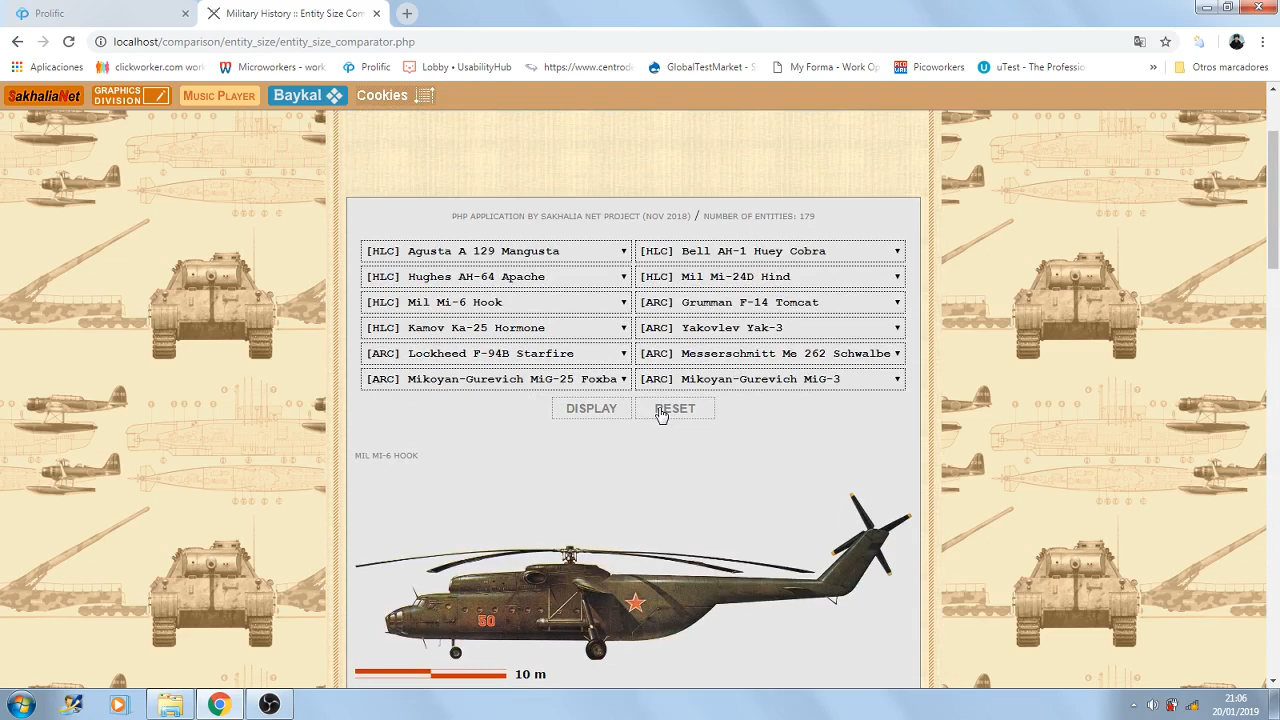 Prolific
Military History :: Entity Size Com
localhost/comparison/entity_size/entity_size_comparator.php
Aplicaciones
clickworker.com wor
Microworkers - work
Prolific
Lobby • UsabilityHub
https://www.centrod
GlobalTestMarket - S
My Forma - Work Op
PICO
WORK
Picoworkers
uTest - The Professio
»
Otros marcadores
SakhaliaNet
GRAPHICS
DIVISION
MUSIC PLAYER
Baykal
Cookies
PHP APPLICATION BY SAKHALIA NET PROJECT (NOV 2018) / NUMBER OF ENTITIES: 179
[HLC] Agusta A 129 Mangusta
[HLC] Bell AH-1 Huey Cobra
[HLC] Hughes AH-64 Apache
[HLC] Mil Mi-24D Hind
[HLC] Mil Mi-6 Hook
[ARC] Grumman F-14 Tomcat
[HLC] Kamov Ka-25 Hormone
[ARC] Yakovlev Yak-3
[ARC] Lockheed F-94B Starfire
[ARC] Messerschmitt Me 262 Schwalbe
[ARC] Mikoyan-Gurevich MiG-25 Foxba
[ARC] Mikoyan-Gurevich MiG-3
DISPLAY
RESET
MIL MI-6 HOOK
50
10 m
21:06
20/01/2019